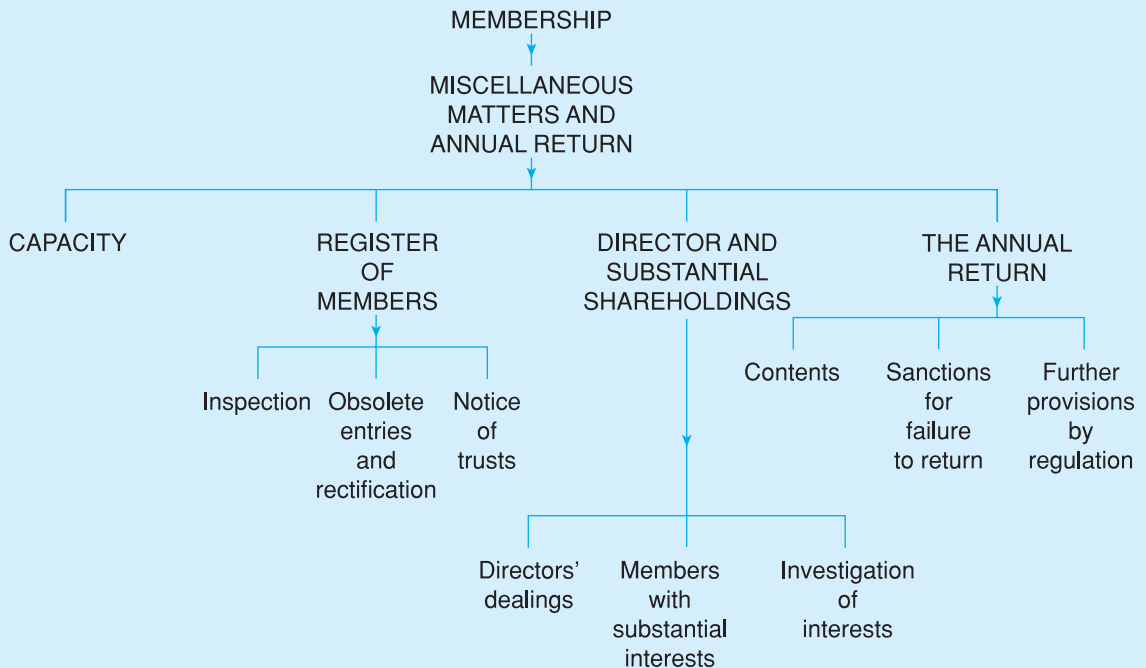 MEMBERSHIP
MISCELLANEOUS
MATTERS AND
ANNUAL RETURN
CAPACITY
REGISTER
OF
MEMBERS
DIRECTOR AND
SUBSTANTIAL
SHAREHOLDINGS
THE ANNUAL
RETURN
Inspection
Obsolete
entries
and
rectification
Notice
of
trusts
Contents
Sanctions
for
failure
to return
Further
provisions
by
regulation
Directors’
dealings
Members
with
substantial
interests
Investigation
of
interests